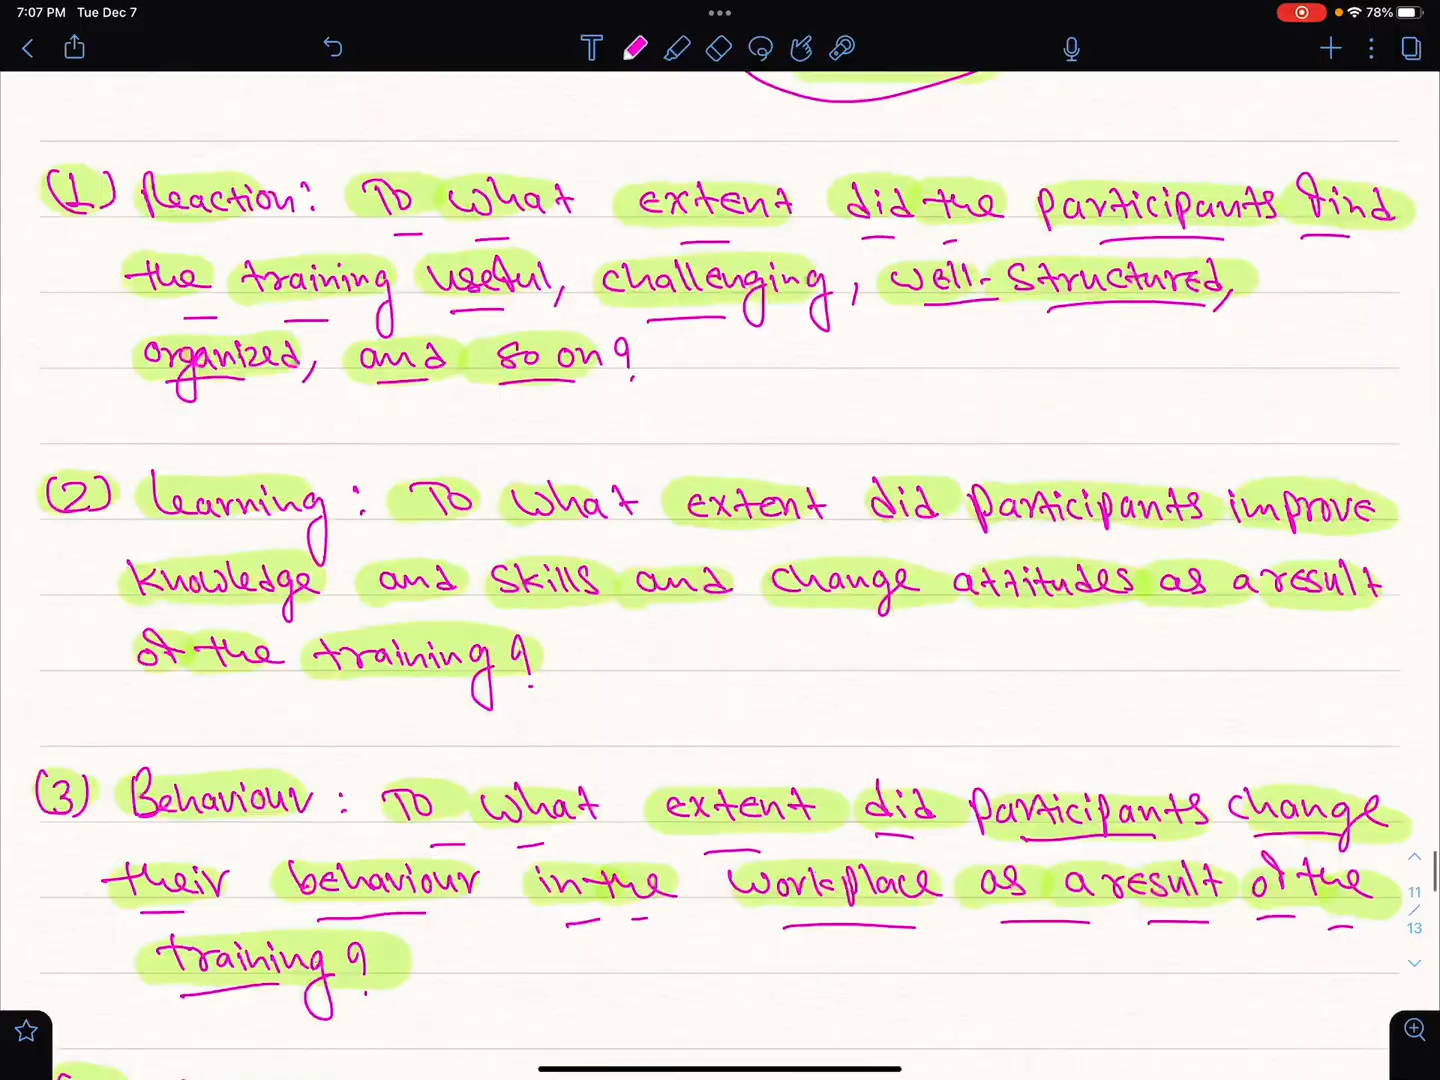 7:07 PM Tue Dec 7
78%
(1) Reaction: To what extent did the participants find
the training useful, challenging, well-structured,
organized, and so on?
(2) Learning: To what extent did participants improve
knowledge and skills and change attitudes as a result
of the training?
(3) Behaviour: To what extent did participants change
their behaviour in the workplace as a result of the
training?
11
/
13